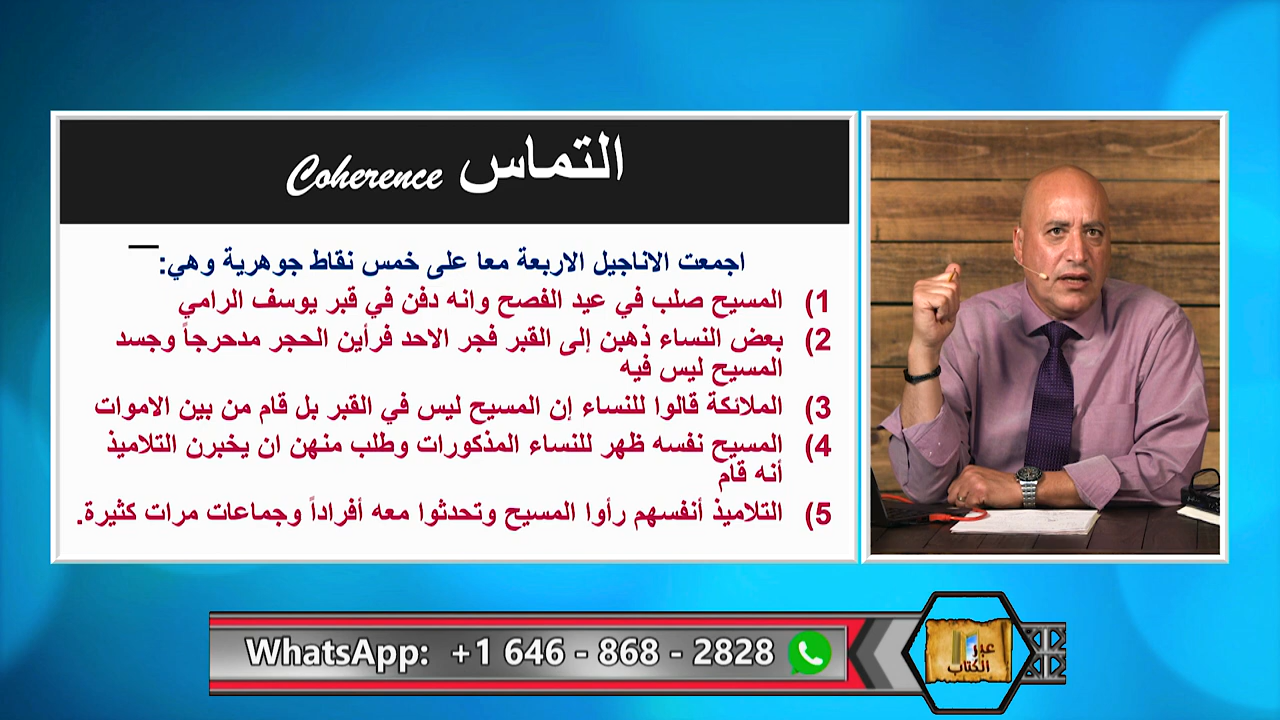 التماس Coherence
اجمعت الاناجيل الاربعة معا على خمس نقاط جوهرية وهي:
1) المسيح صلب في عيد الفصح وانه دفن في قبر يوسف الرامي
2) بعض النساء ذهبن إلى القبر فجر الاحد فرأين الحجر مدحرجاً وجسد
المسيح ليس فيه
3) الملائكة قالوا للنساء إن المسيح ليس في القبر بل قام من بين الاموات
4) المسيح نفسه ظهر للنساء المذكورات وطلب منهن ان يخبرن التلاميذ
أنه قام
5) التلاميذ أنفسهم رأوا المسيح وتحدثوا معه أفراداً وجماعات مرات كثيرة.
WhatsApp: +1 646 - 868 - 2828
عبر
الكتاب